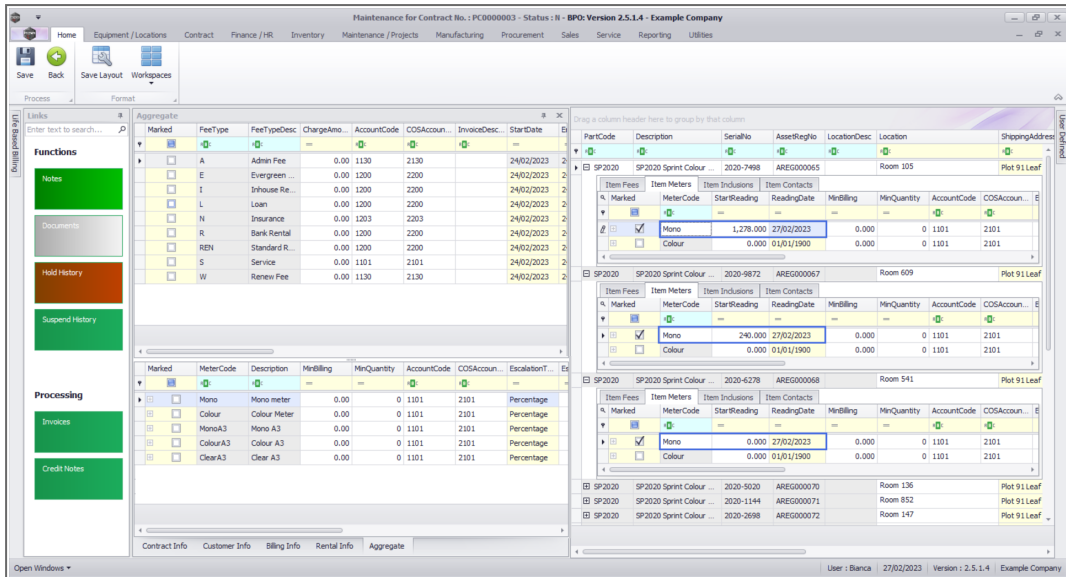 Maintenance for Contract No. : PC0000003 - Status : N - BPO: Version 2.5.1.4 - Example Company
Home Equipment / Locations Contract Finance / HR Inventory Maintenance / Projects Manufacturing Procurement Sales Service Reporting Utilities
Save Back Save Layout Workspaces
Process Format
Life Based Billing
Links
Enter text to search...
Functions
Notes
Documents
Hold History
Suspend History
Processing
Invoices
Credit Notes
Aggregate
Marked FeeType FeeTypeDesc ChargeAmo... AccountCode COSAccoun... InvoiceDesc... StartDate
A Admin Fee 0.00 1130 2130 24/02/2023
E Evergreen ... 0.00 1200 2200 24/02/2023
I Inhouse Re... 0.00 1200 2200 24/02/2023
L Loan 0.00 1200 2200 24/02/2023
N Insurance 0.00 1203 2203 24/02/2023
R Bank Rental 0.00 1200 2200 24/02/2023
REN Standard R... 0.00 1200 2200 24/02/2023
S Service 0.00 1101 2101 24/02/2023
W Renew Fee 0.00 1130 2130 24/02/2023
Marked MeterCode Description MinBilling MinQuantity AccountCode COSAccoun... EscalationT... Es
Mono Mono meter 0.00 0 1101 2101 Percentage
Colour Colour Meter 0.00 0 1101 2101 Percentage
MonoA3 Mono A3 0.00 0 1101 2101 Percentage
ColourA3 Colour A3 0.00 0 1101 2101 Percentage
ClearA3 Clear A3 0.00 0 1101 2101 Percentage
Contract Info Customer Info Billing Info Rental Info Aggregate
Drag a column header here to group by that column
PartCode Description SerialNo AssetRegNo LocationDesc Location ShippingAddress
SP2020 SP2020 Sprint Colour ... 2020-7498 AREG000065 Room 105 Plot 91 Leaf
Item Fees Item Meters Item Inclusions Item Contacts
Marked MeterCode StartReading ReadingDate MinBilling MinQuantity AccountCode COSAccoun... E
Mono 1,278.000 27/02/2023 0.000 0 1101 2101
Colour 0.000 01/01/1900 0.000 0 1101 2101
SP2020 SP2020 Sprint Colour ... 2020-9872 AREG000067 Room 609 Plot 91 Leaf
Item Fees Item Meters Item Inclusions Item Contacts
Marked MeterCode StartReading ReadingDate MinBilling MinQuantity AccountCode COSAccoun... E
Mono 240.000 27/02/2023 0.000 0 1101 2101
Colour 0.000 01/01/1900 0.000 0 1101 2101
SP2020 SP2020 Sprint Colour ... 2020-6278 AREG000068 Room 541 Plot 91 Leaf
Item Fees Item Meters Item Inclusions Item Contacts
Marked MeterCode StartReading ReadingDate MinBilling MinQuantity AccountCode COSAccoun... E
Mono 0.000 27/02/2023 0.000 0 1101 2101
Colour 0.000 01/01/1900 0.000 0 1101 2101
SP2020 SP2020 Sprint Colour ... 2020-5020 AREG000070 Room 136 Plot 91 Leaf
SP2020 SP2020 Sprint Colour ... 2020-1144 AREG000071 Room 852 Plot 91 Leaf
SP2020 SP2020 Sprint Colour ... 2020-2698 AREG000072 Room 147 Plot 91 Leaf
User Defined
Open Windows
User : Bianca 27/02/2023 Version : 2.5.1.4 Example Company